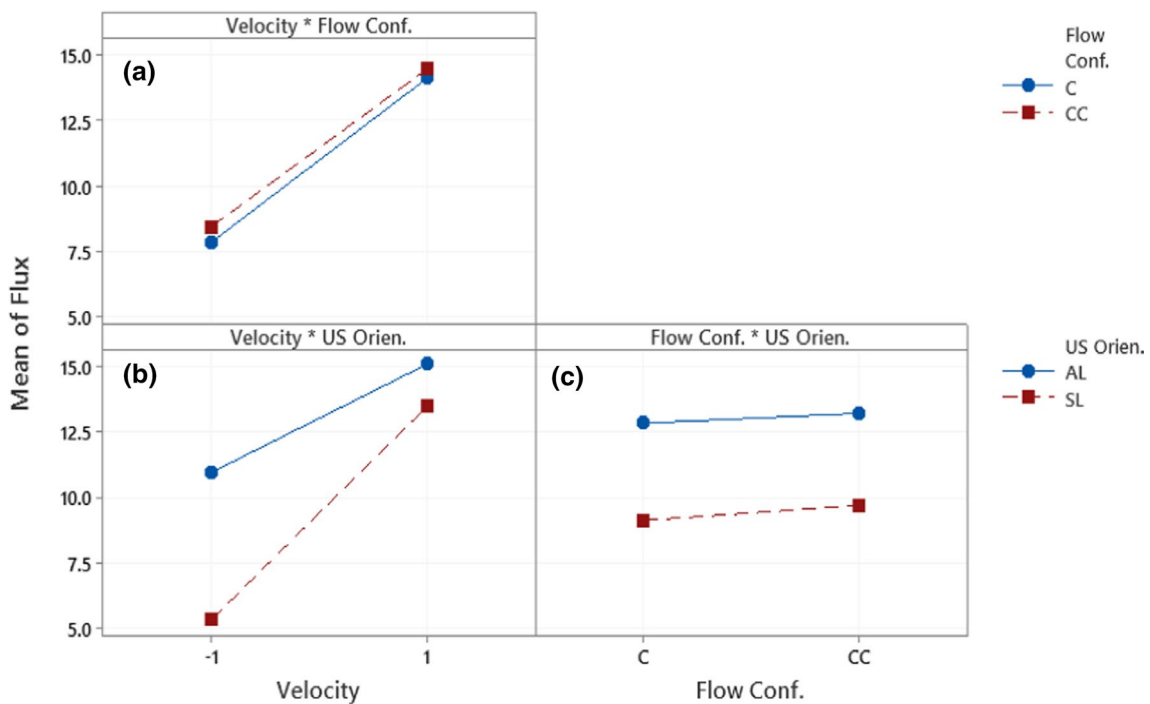 Velocity * Flow Conf.
Flow
Conf.
C
CC
(a)
15.0
12.5
10.0
7.5
5.0
Mean of Flux
Velocity * US Orien.
Flow Conf. * US Orien.
US Orien.
AL
SL
(b)
(c)
15.0
12.5
10.0
7.5
5.0
-1
1
C
CC
Velocity
Flow Conf.